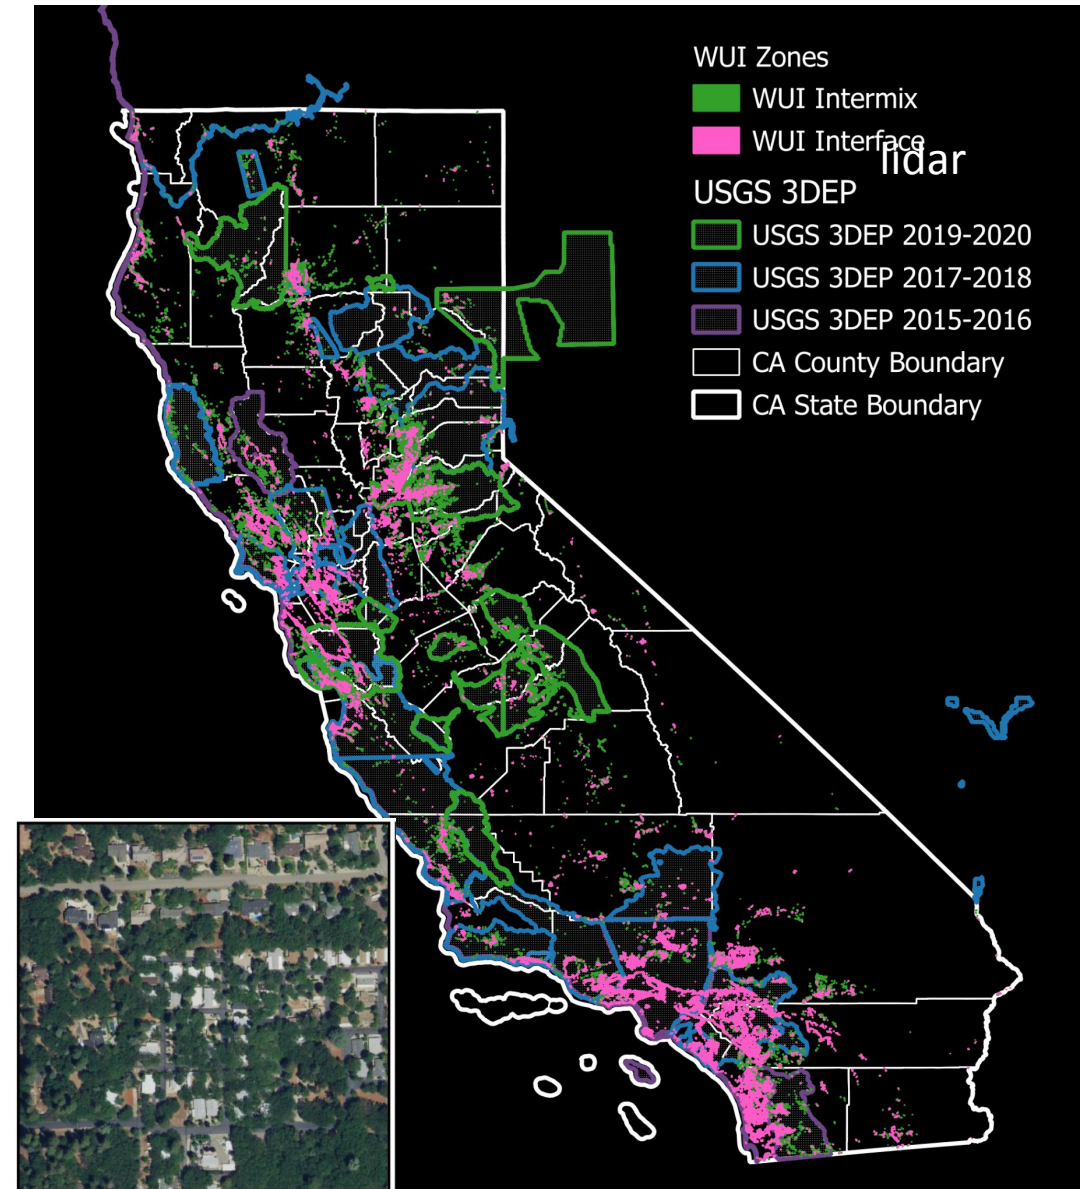 WUI Zones
WUI Intermix
WUI Interface
lidar
USGS 3DEP
USGS 3DEP 2019-2020
USGS 3DEP 2017-2018
USGS 3DEP 2015-2016
CA County Boundary
CA State Boundary